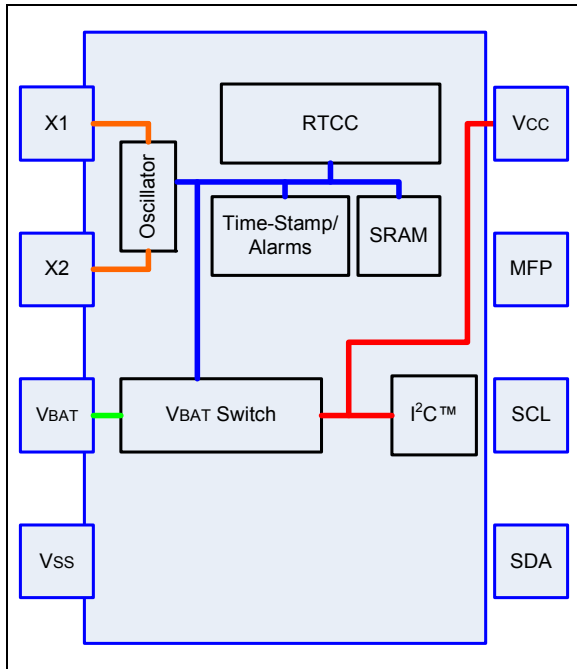 X1
RTCC
VCC
Oscillator
Time-Stamp/
Alarms
SRAM
X2
MFP
VBAT
VBAT Switch
I²C™
SCL
VSS
SDA